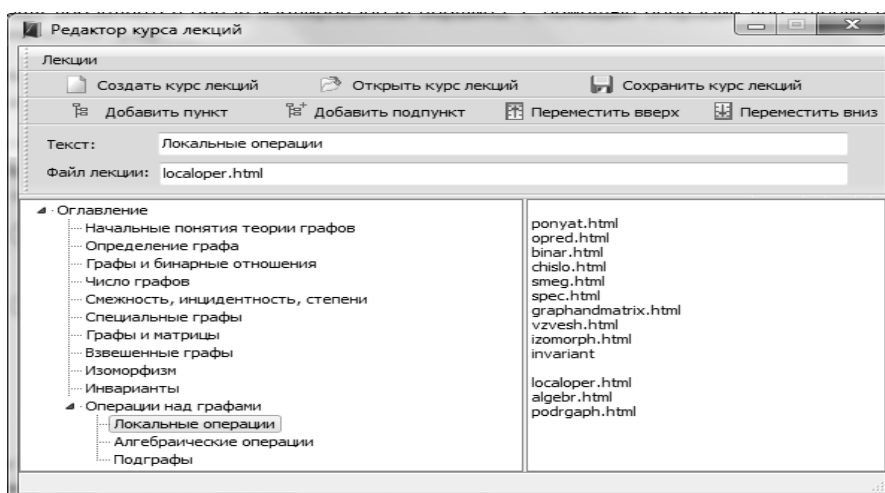 Редактор курса лекций
Лекции
Создать курс лекций Открыть курс лекций Сохранить курс лекций
Добавить пункт Добавить подпункт Переместить вверх Переместить вниз
Текст: Локальные операции
Файл лекции: localoper.html
Оглавление
Начальные понятия теории графов
Определение графа
Графы и бинарные отношения
Число графов
Смежность, инцидентность, степени
Специальные графы
Графы и матрицы
Взвешенные графы
Изоморфизм
Инварианты
Операции над графами
Локальные операции
Алгебраические операции
Подграфы
ponyat.html
opred.html
binar.html
chislo.html
smeg.html
spec.html
graphandmatrix.html
vzvesh.html
izomorph.html
invariant
localoper.html
algebr.html
podrgaph.html